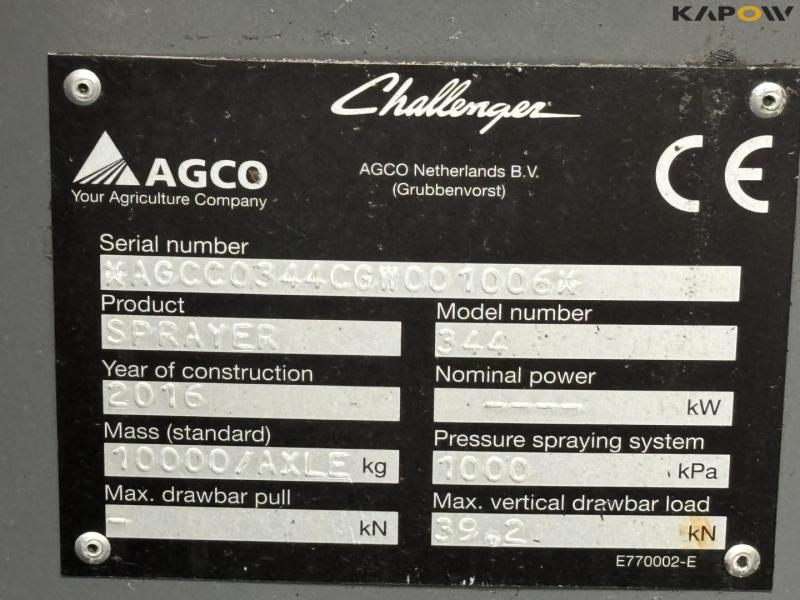 KAPOW
Challenger
AGCO
Your Agriculture Company
AGCO Netherlands B.V.
(Grubbenvorst)
CE
Serial number
*AGCC0344CGW001006*
Product
SPRAYER
Model number
344
Year of construction
2016
Nominal power
---- kW
Mass (standard)
10000/AXLE kg
Pressure spraying system
1000 kPa
Max. drawbar pull
- kN
Max. vertical drawbar load
39.2 kN
E770002-E